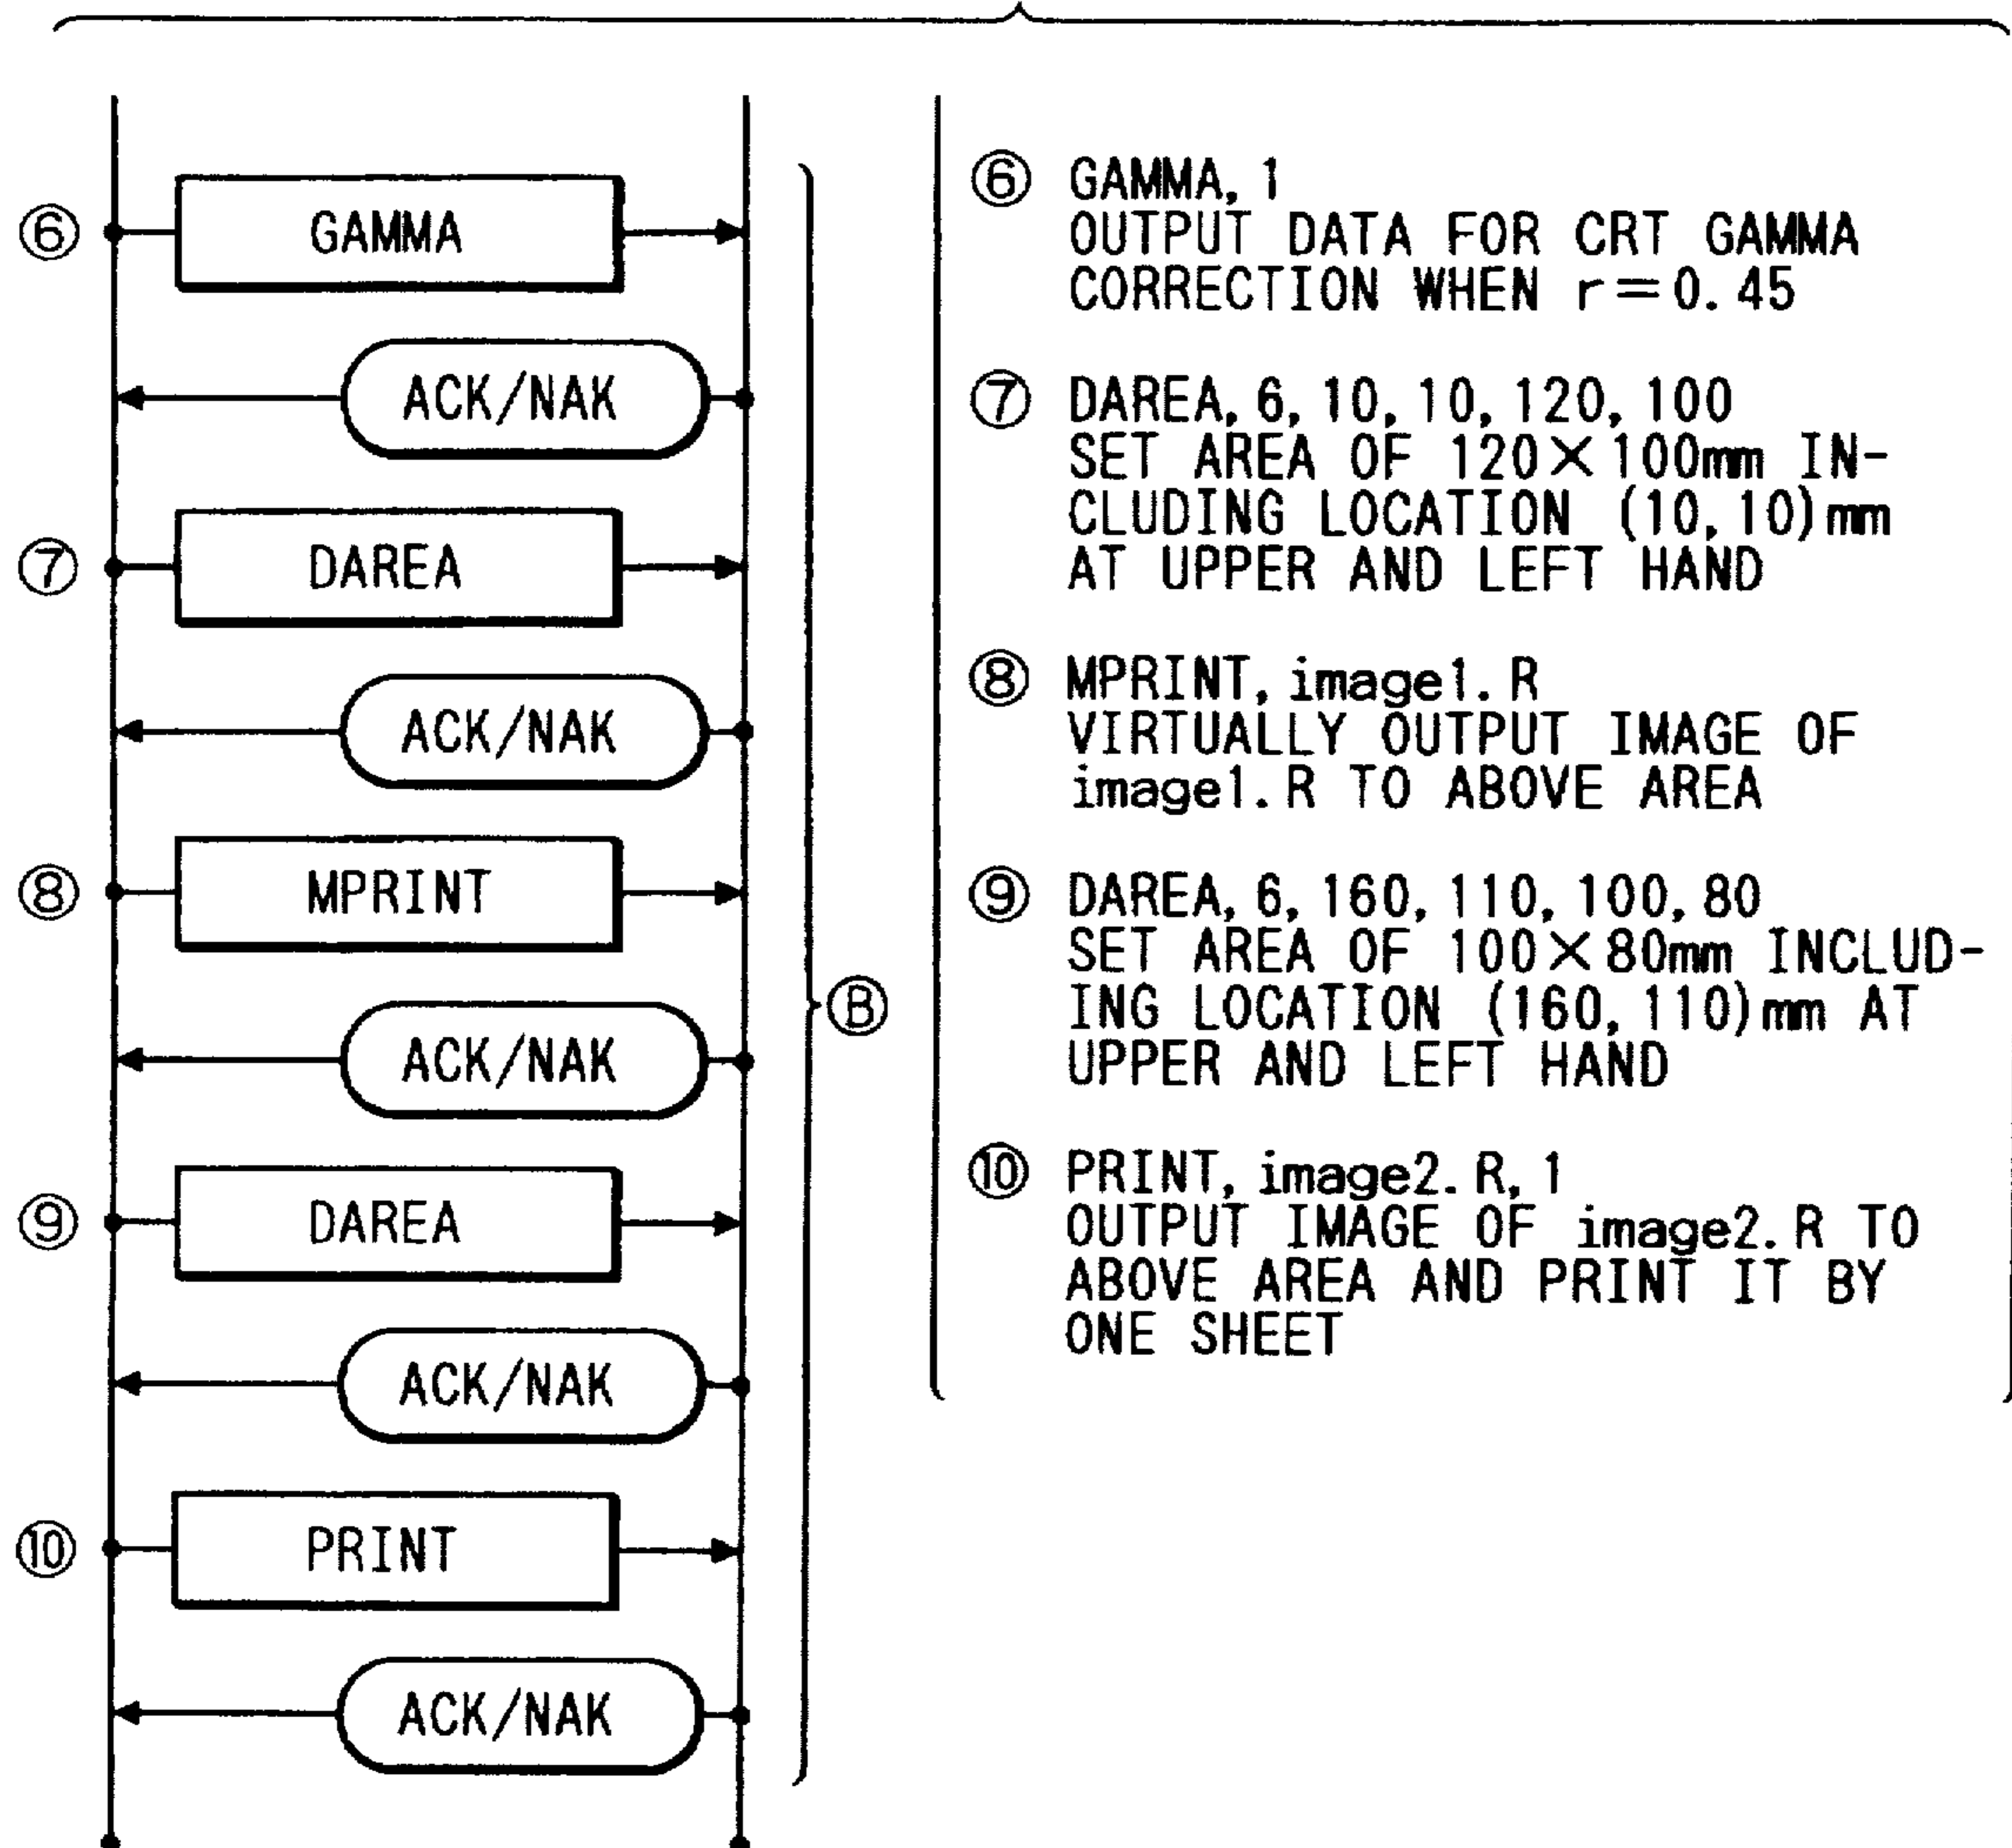 ⑥ GAMMA
ACK/NAK
⑦ DAREA
ACK/NAK
⑧ MPRINT
ACK/NAK
⑨ DAREA
ACK/NAK
⑩ PRINT
ACK/NAK
Ⓑ
⑥ GAMMA, 1
OUTPUT DATA FOR CRT GAMMA
CORRECTION WHEN r=0.45
⑦ DAREA, 6, 10, 10, 120, 100
SET AREA OF 120×100mm IN-
CLUDING LOCATION (10, 10)mm
AT UPPER AND LEFT HAND
⑧ MPRINT, image1.R
VIRTUALLY OUTPUT IMAGE OF
image1.R TO ABOVE AREA
⑨ DAREA, 6, 160, 110, 100, 80
SET AREA OF 100×80mm INCLUD-
ING LOCATION (160, 110)mm AT
UPPER AND LEFT HAND
⑩ PRINT, image2.R, 1
OUTPUT IMAGE OF image2.R TO
ABOVE AREA AND PRINT IT BY
ONE SHEET